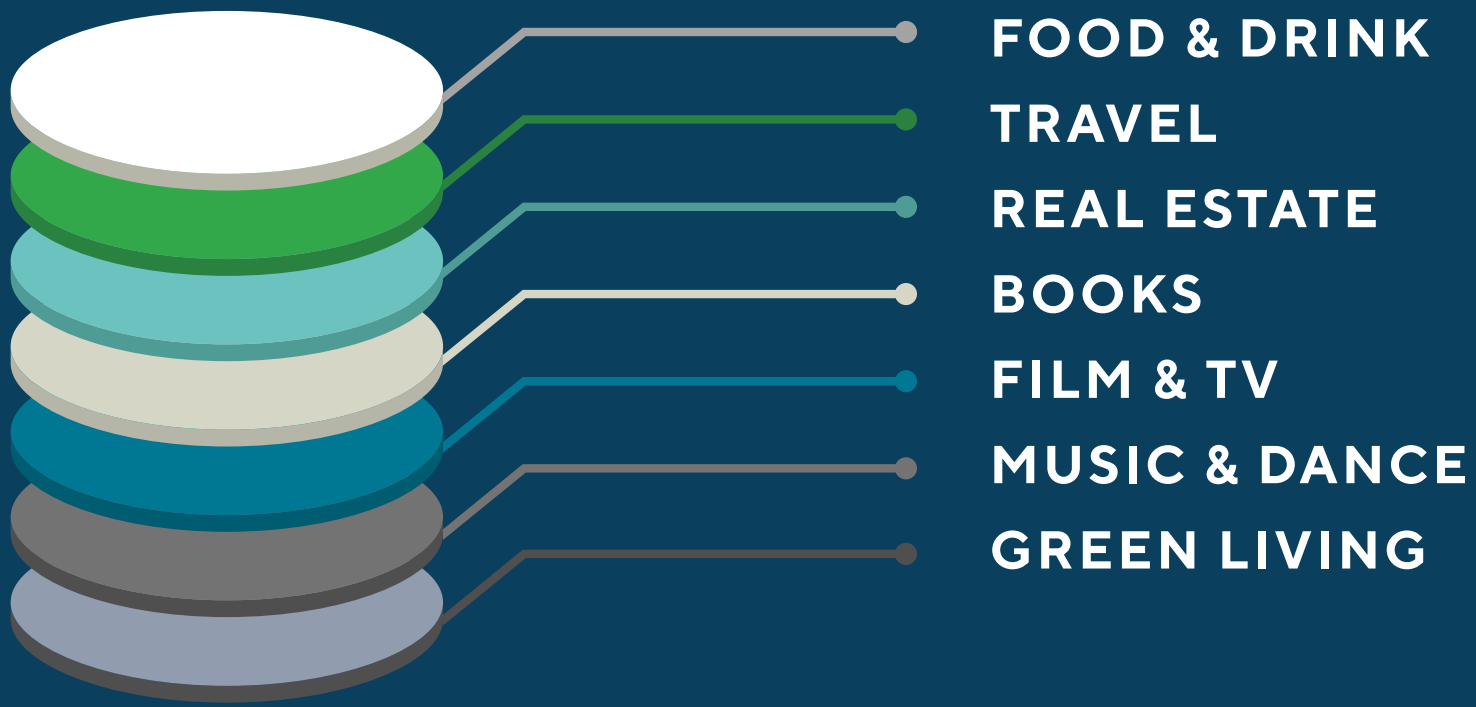 FOOD & DRINK
TRAVEL
REAL ESTATE
BOOKS
FILM & TV
MUSIC & DANCE
GREEN LIVING